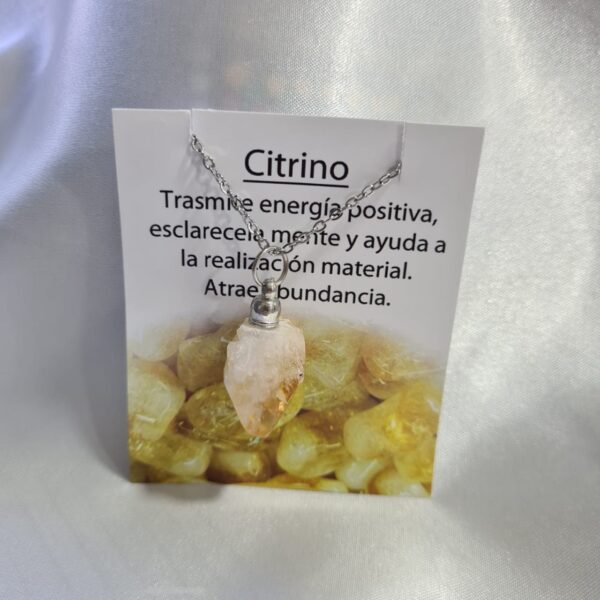 Citrino
Trasmite energía positiva,
esclarece la mente y ayuda a
la realización material.
Atrae abundancia.